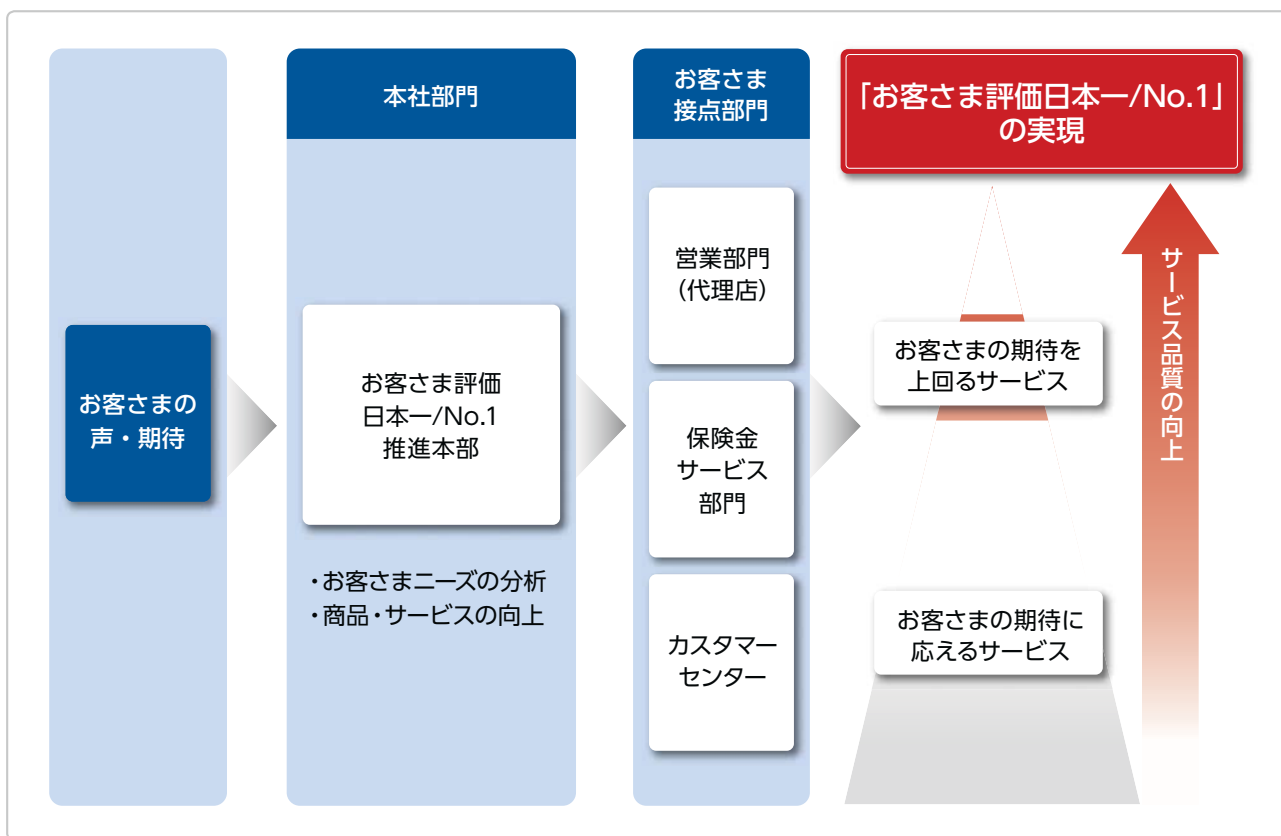 お客さまの
声・期待
本社部門
お客さま評価
日本一/No.1
推進本部
・お客さまニーズの分析
・商品・サービスの向上
お客さま
接点部門
営業部門
（代理店）
保険金
サービス
部門
カスタマー
センター
「お客さま評価日本一/No.1」
の実現
お客さまの期待を
上回るサービス
お客さまの期待に
応えるサービス
サービス品質の向上